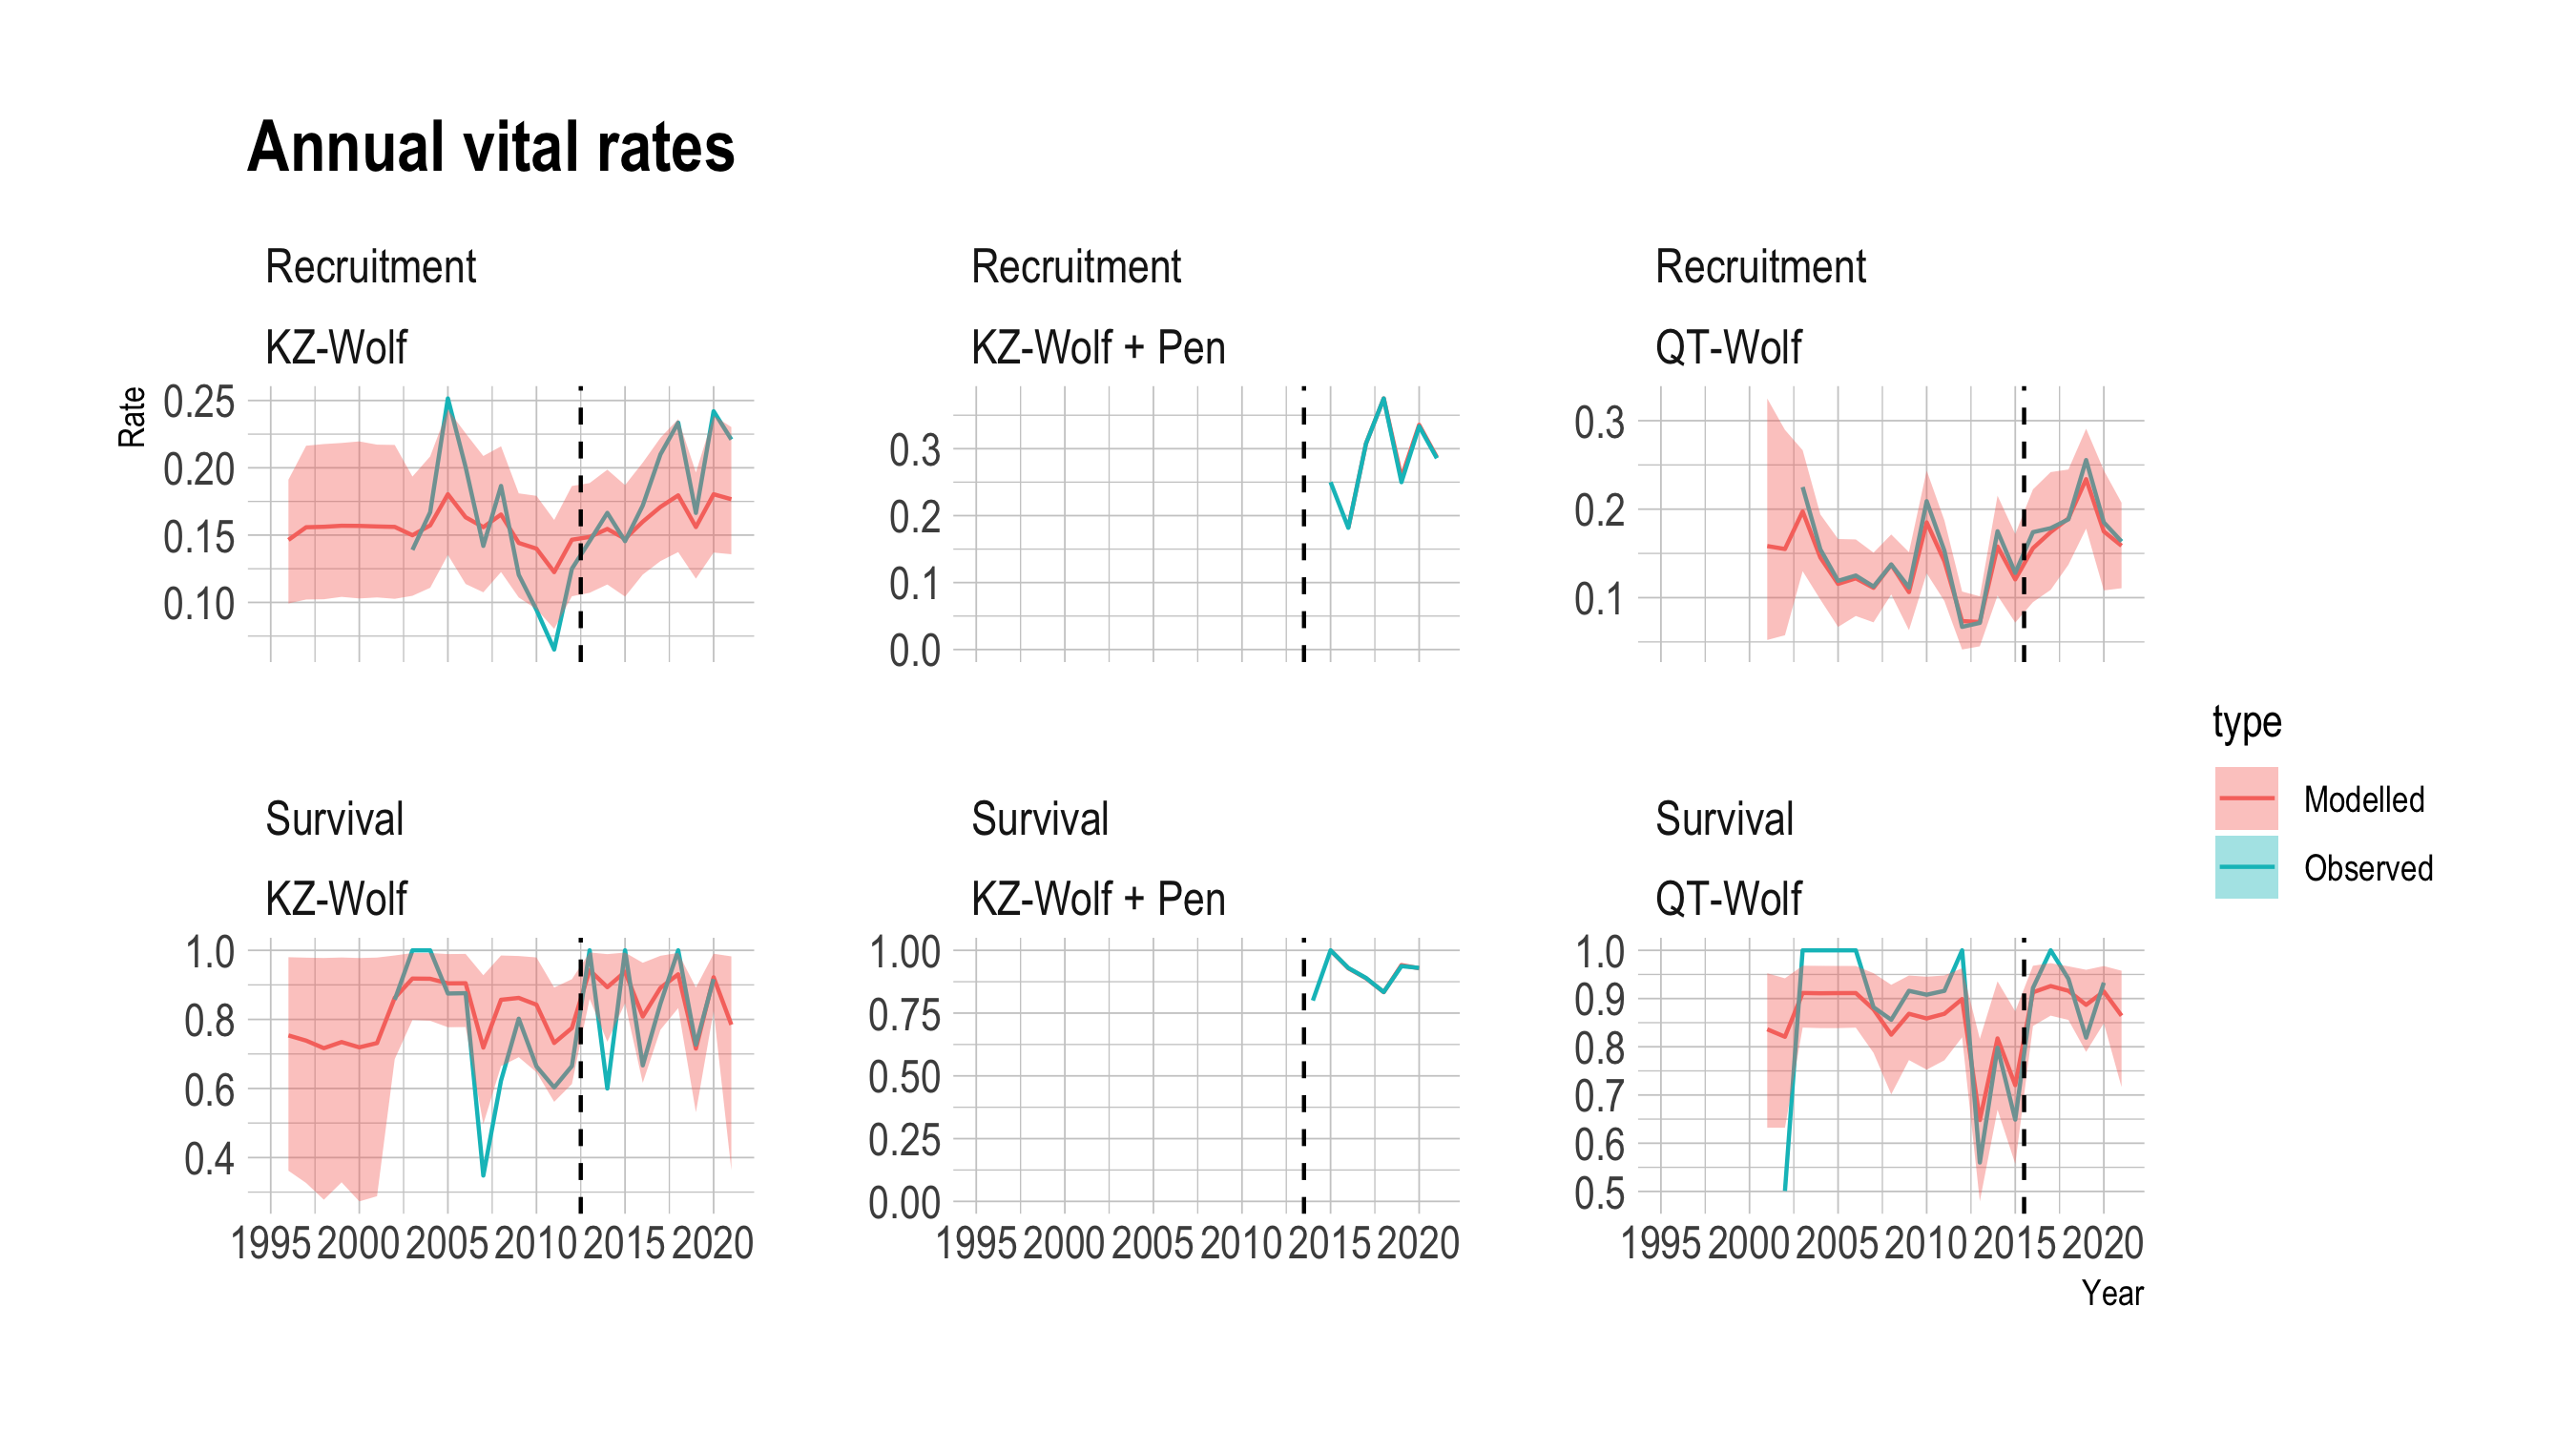 Annual vital rates
Recruitment
KZ-Wolf
Recruitment
KZ-Wolf + Pen
Recruitment
QT-Wolf
Rate
0.25
0.20
0.15
0.10
0.3
0.2
0.1
0.0
0.3
0.2
0.1
Survival
KZ-Wolf
Survival
KZ-Wolf + Pen
Survival
QT-Wolf
1.0
0.8
0.6
0.4
1.00
0.75
0.50
0.25
0.00
1.0
0.9
0.8
0.7
0.6
0.5
1995 2000 2005 2010 2015 2020
1995 2000 2005 2010 2015 2020
1995 2000 2005 2010 2015 2020
Year
type
Modelled
Observed